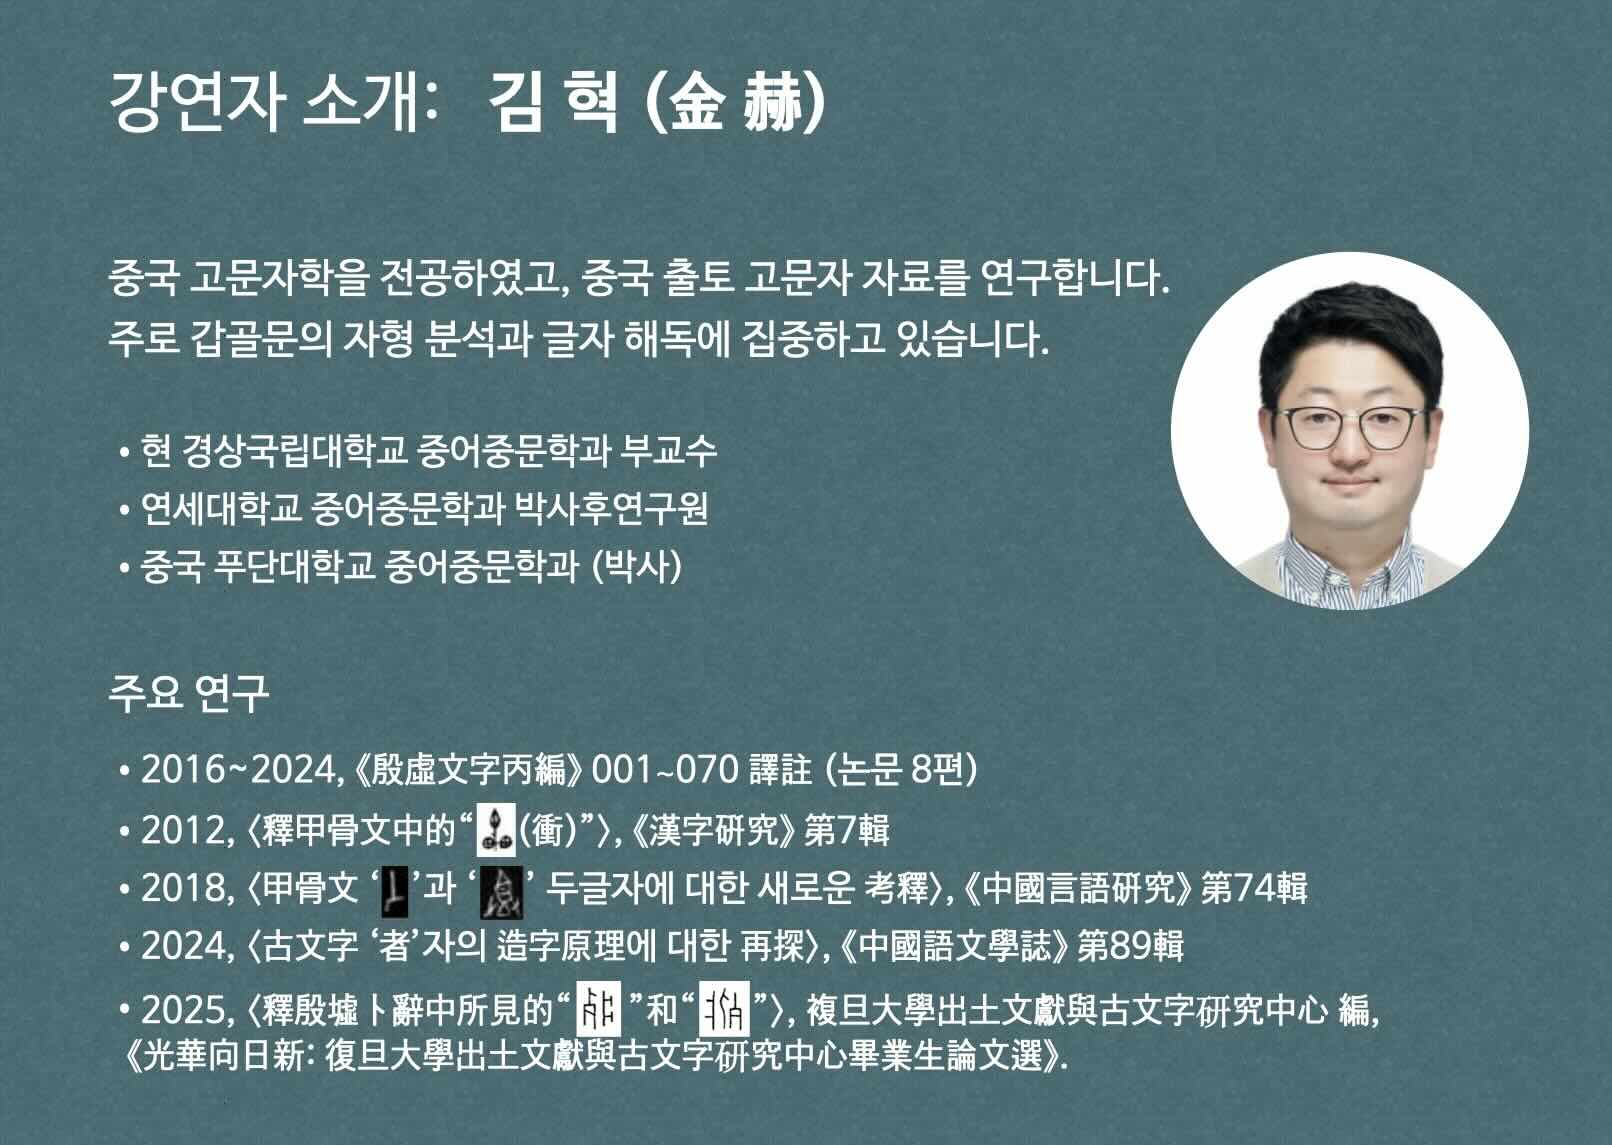 강연자 소개: 김 혁 (金 赫)
중국 고문자학을 전공하였고, 중국 출토 고문자 자료를 연구합니다.
주로 갑골문의 자형 분석과 글자 해독에 집중하고 있습니다.
• 현 경상국립대학교 중어중문학과 부교수
• 연세대학교 중어중문학과 박사후연구원
• 중국 푸단대학교 중어중문학과 (박사)
주요 연구
• 2016~2024, 《殷虛文字丙編》 001~070 譯註 (논문 8편)
• 2012, 〈釋甲骨文中的“(衝)”〉, 《漢字硏究》 第7輯
• 2018, 〈甲骨文 ‘’과 ‘’ 두글자에 대한 새로운 考釋〉, 《中國言語硏究》 第74輯
• 2024, 〈古文字 ‘者’자의 造字原理에 대한 再探〉, 《中國語文學誌》 第89輯
• 2025, 〈釋殷墟卜辭中所見的“”和“”〉, 複旦大學出土文獻與古文字研究中心 編,
《光華向日新: 復旦大學出土文獻與古文字研究中心畢業生論文選》.